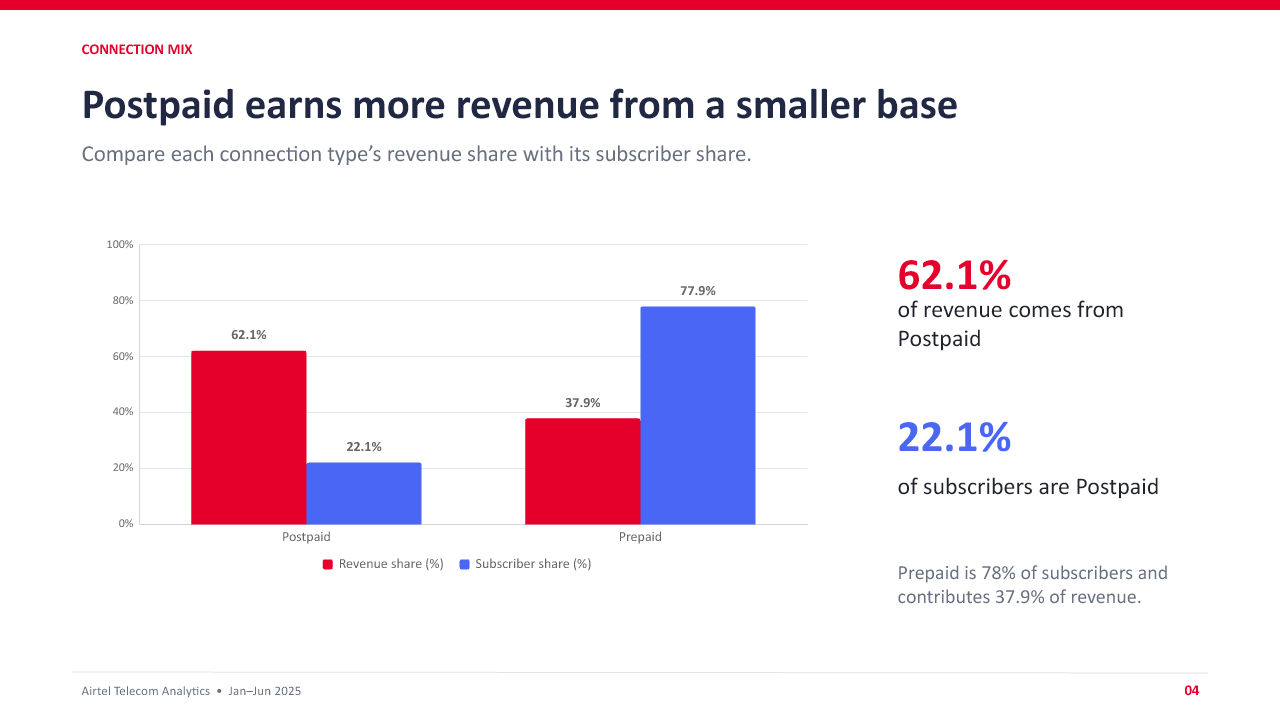 CONNECTION MIX
Postpaid earns more revenue from a smaller base
Compare each connection type’s revenue share with its subscriber share.
100%
80%
60%
40%
20%
0%
62.1%
22.1%
37.9%
77.9%
Postpaid
Prepaid
Revenue share (%)
Subscriber share (%)
62.1%
of revenue comes from
Postpaid
22.1%
of subscribers are Postpaid
Prepaid is 78% of subscribers and
contributes 37.9% of revenue.
Airtel Telecom Analytics • Jan–Jun 2025
04